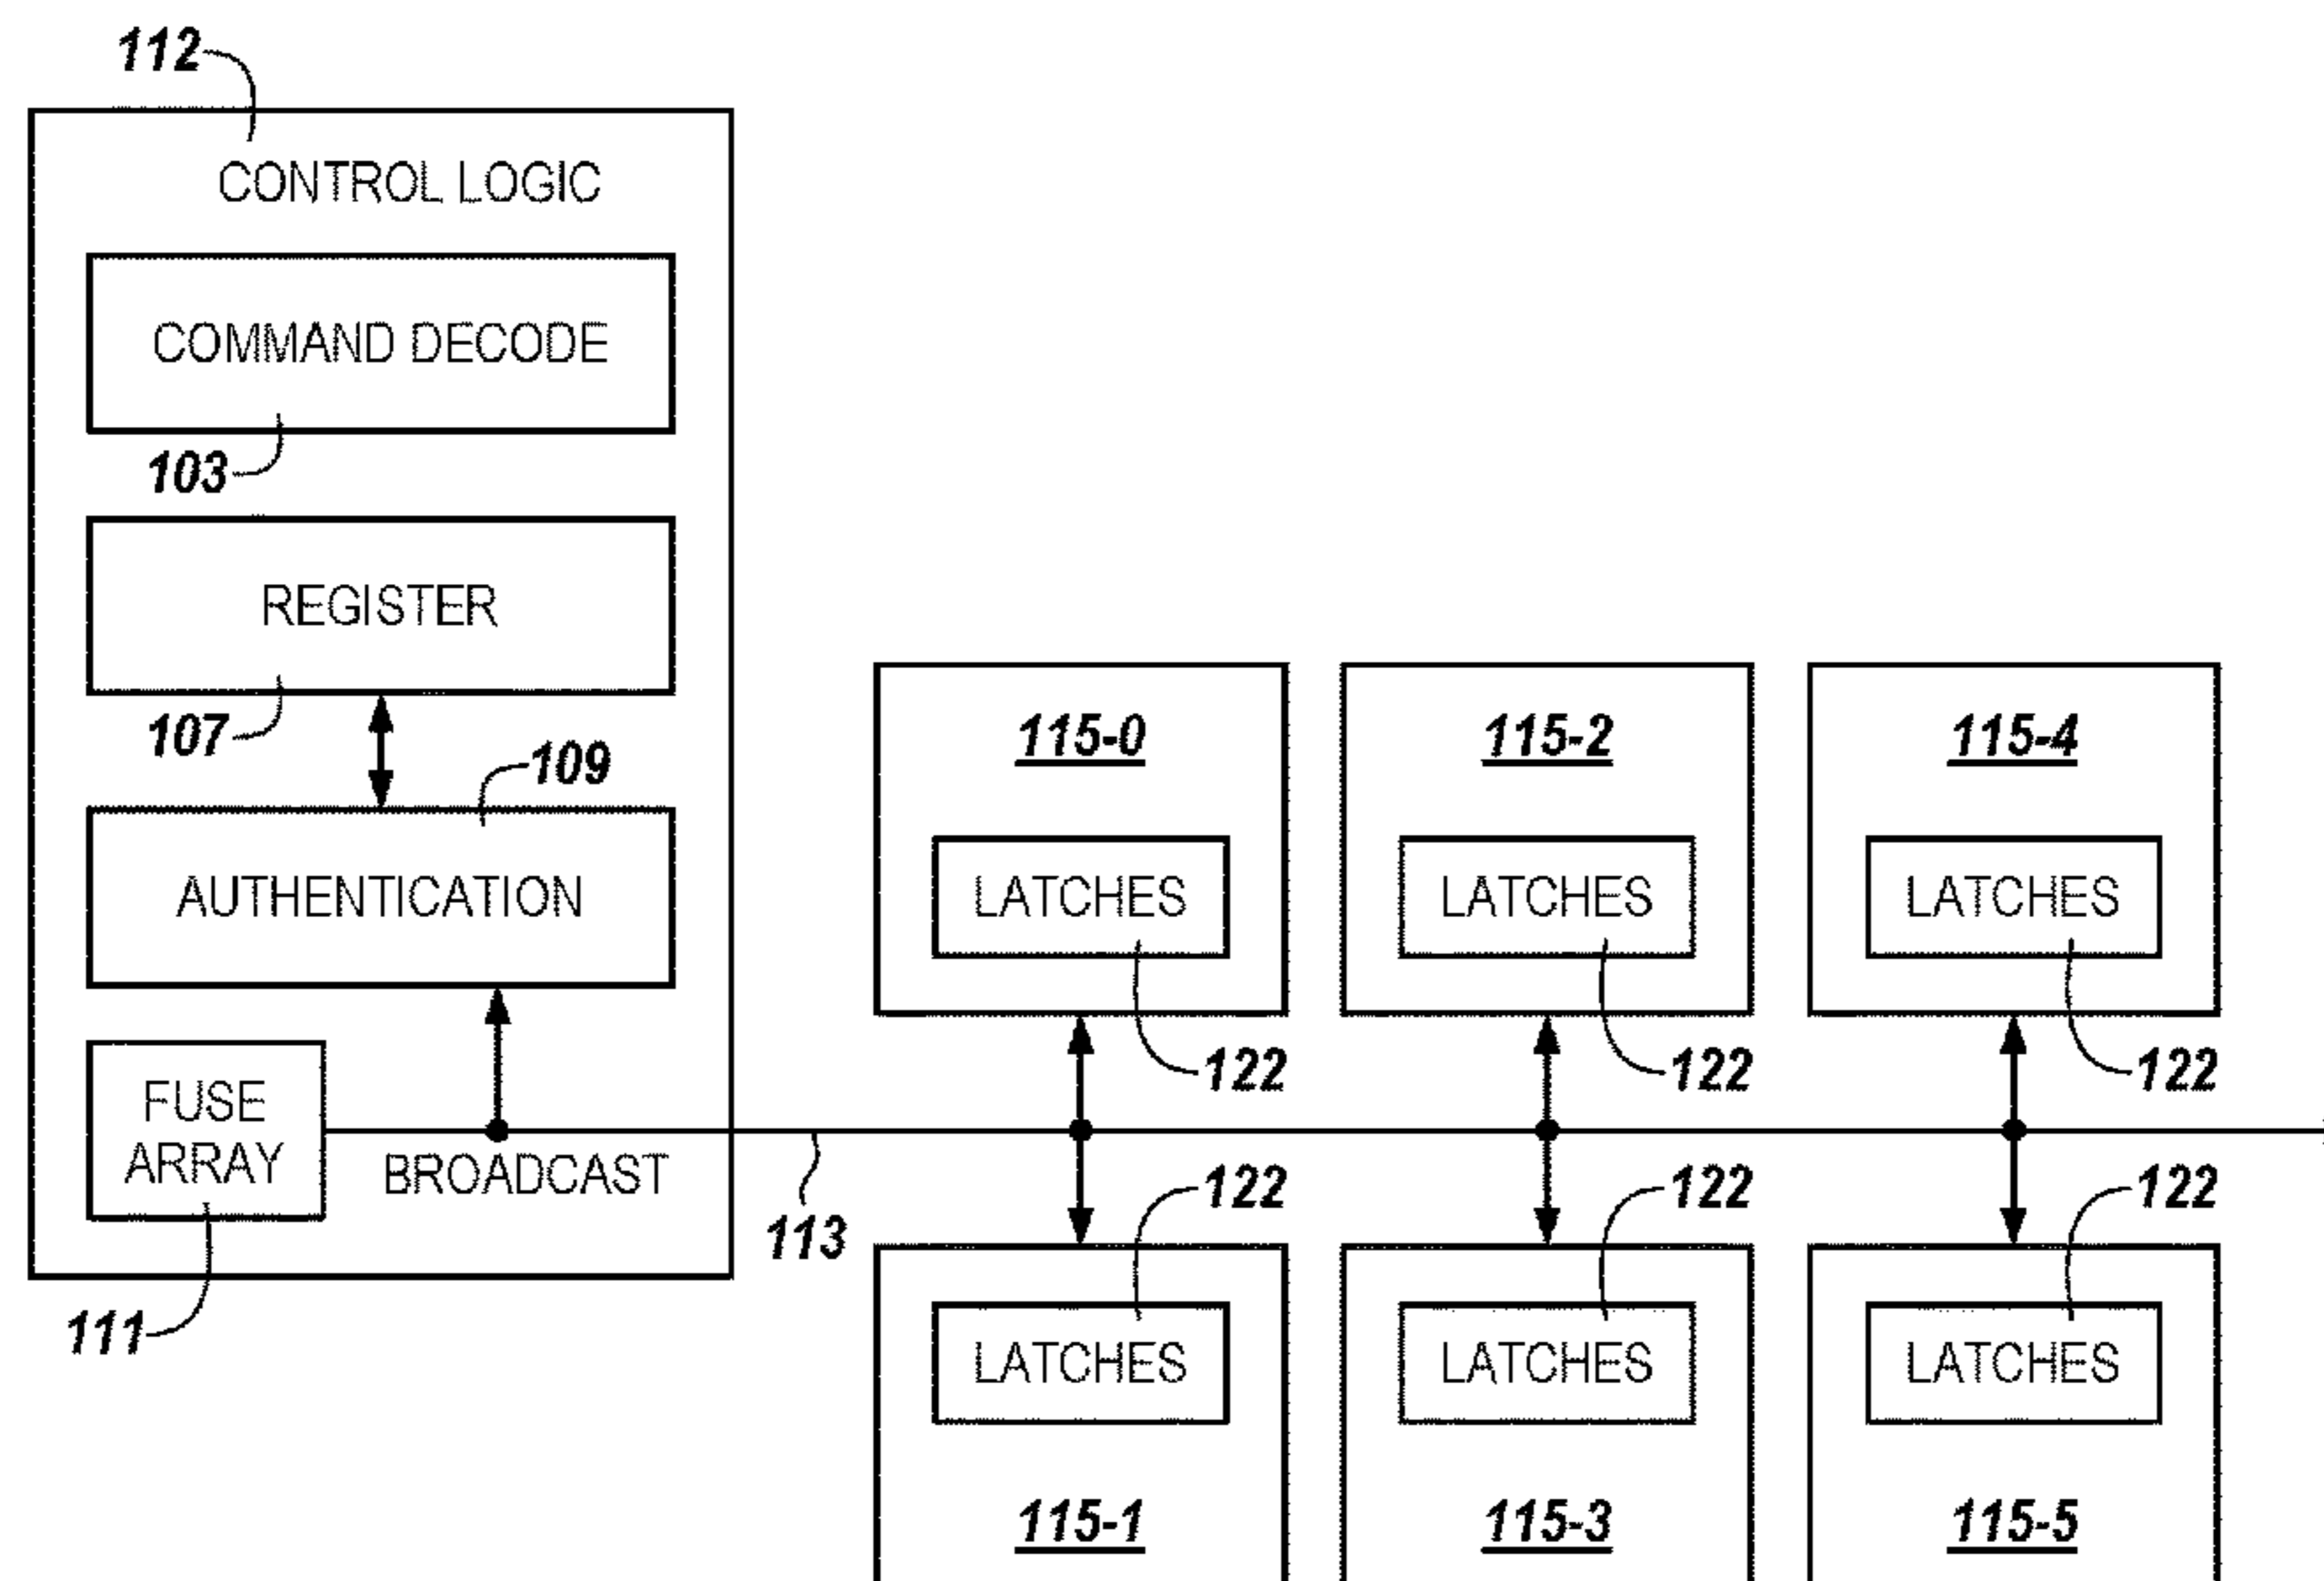 112
CONTROL LOGIC
COMMAND DECODE
103
REGISTER
107
109
AUTHENTICATION
FUSE
ARRAY
BROADCAST
111
113
115-0
LATCHES
122
115-2
LATCHES
122
115-4
LATCHES
122
122
LATCHES
115-1
122
LATCHES
115-3
122
LATCHES
115-5